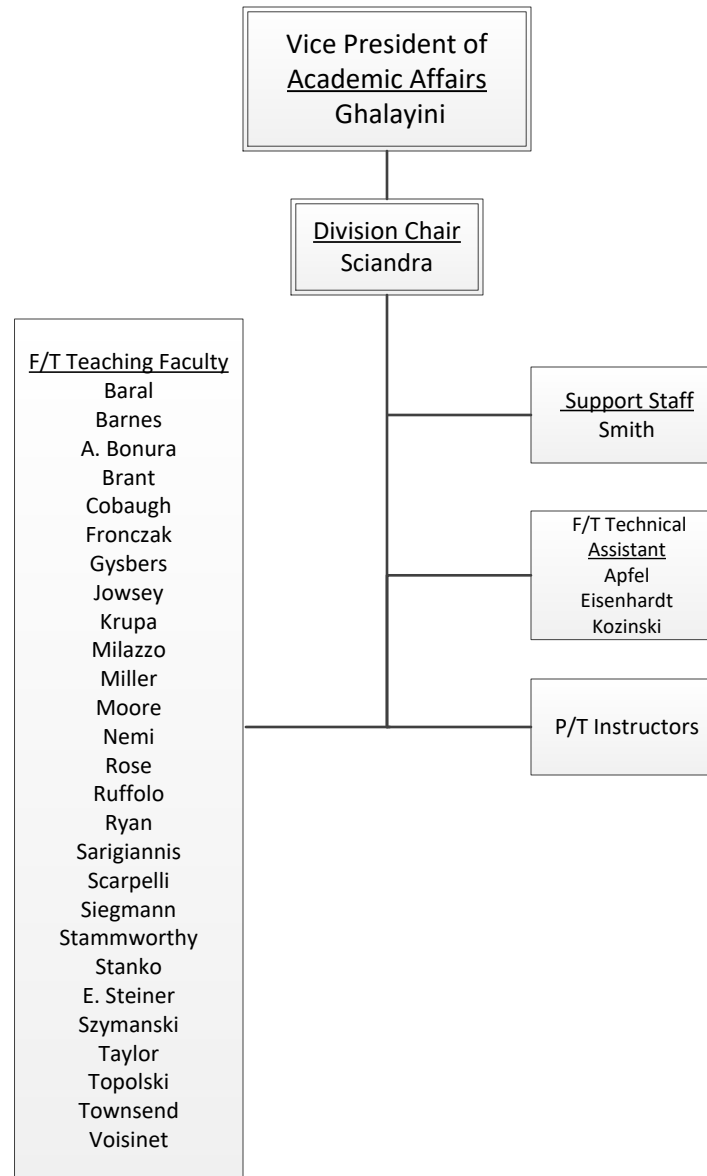 Vice President of
Academic Affairs
Ghalayini
Division Chair
Sciandra
F/T Teaching Faculty
Baral
Barnes
A. Bonura
Brant
Cobaugh
Fronczak
Gysbers
Jowsey
Krupa
Milazzo
Miller
Moore
Nemi
Rose
Ruffolo
Ryan
Sarigiannis
Scarpelli
Siegmann
Stammworthy
Stanko
E. Steiner
Szymanski
Taylor
Topolski
Townsend
Voisinet
Support Staff
Smith
F/T Technical
Assistant
Apfel
Eisenhardt
Kozinski
P/T Instructors